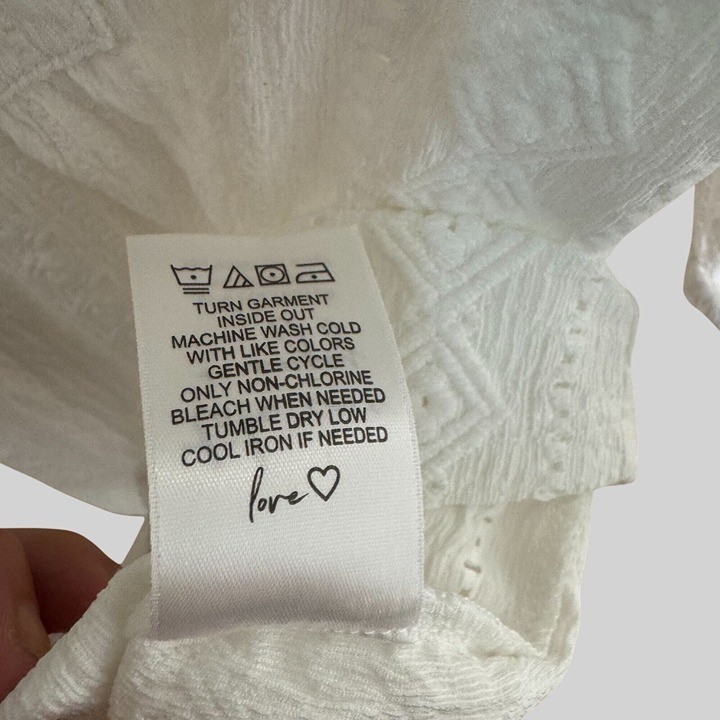 TURN GARMENT
INSIDE OUT
MACHINE WASH COLD
WITH LIKE COLORS
GENTLE CYCLE
ONLY NON-CHLORINE
BLEACH WHEN NEEDED
TUMBLE DRY LOW
COOL IRON IF NEEDED
love♡